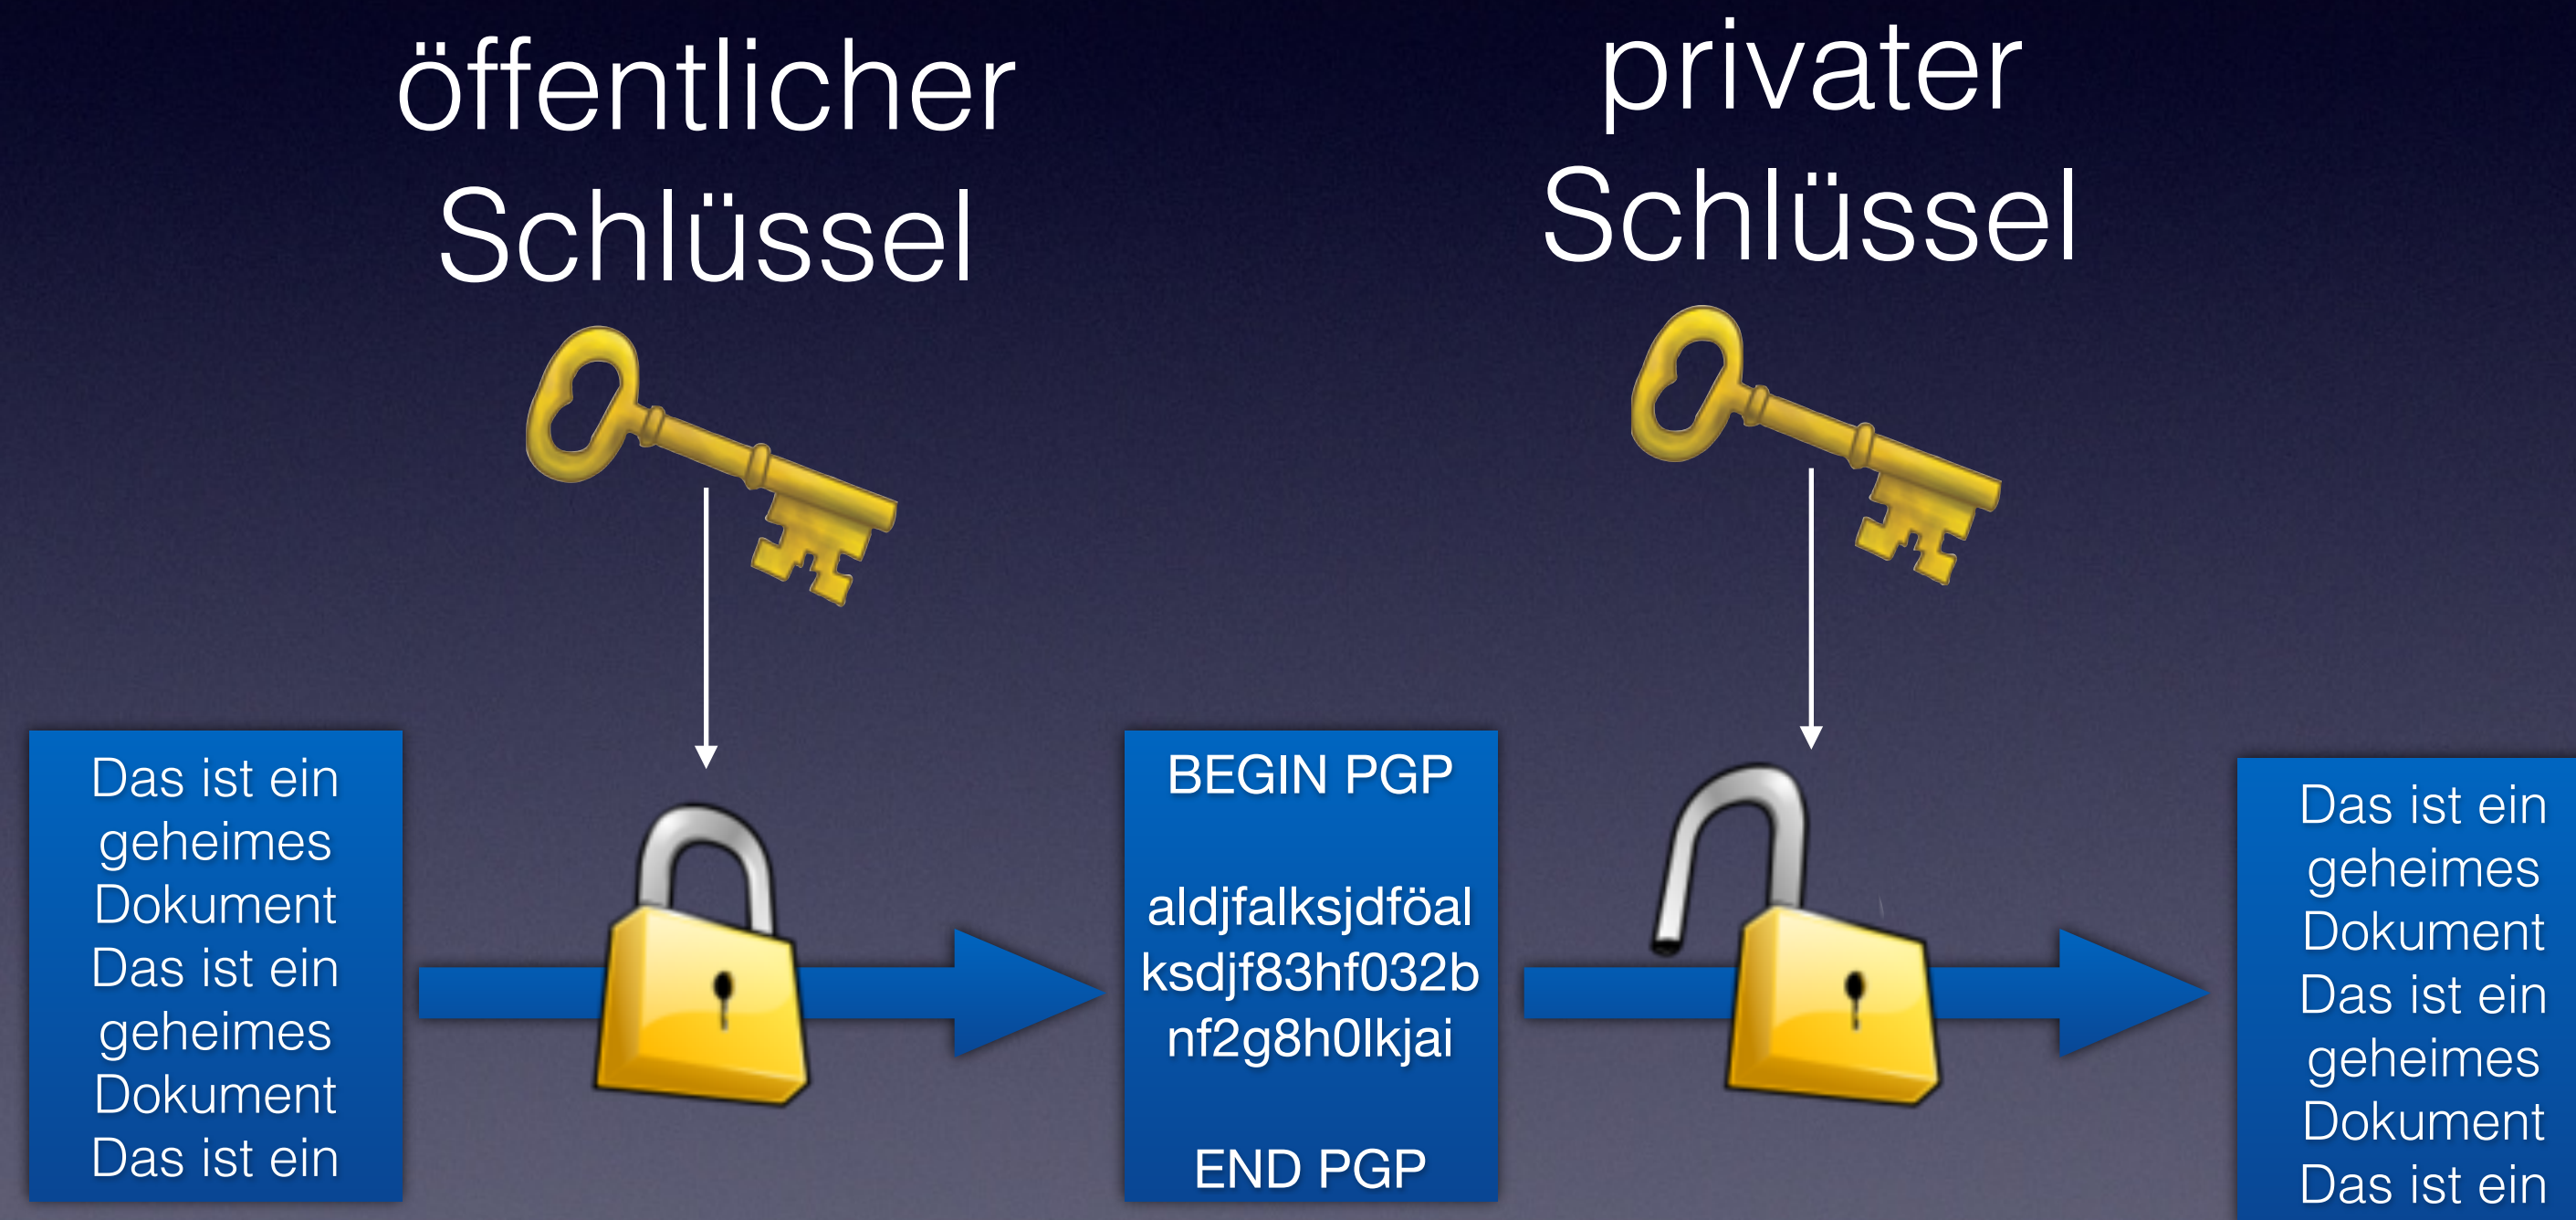 öffentlicher
Schlüssel
privater
Schlüssel
Das ist ein
geheimes
Dokument
Das ist ein
geheimes
Dokument
Das ist ein
BEGIN PGP
aldjfalksjdföal
ksdjf83hf032b
nf2g8h0lkjai
END PGP
Das ist ein
geheimes
Dokument
Das ist ein
geheimes
Dokument
Das ist ein